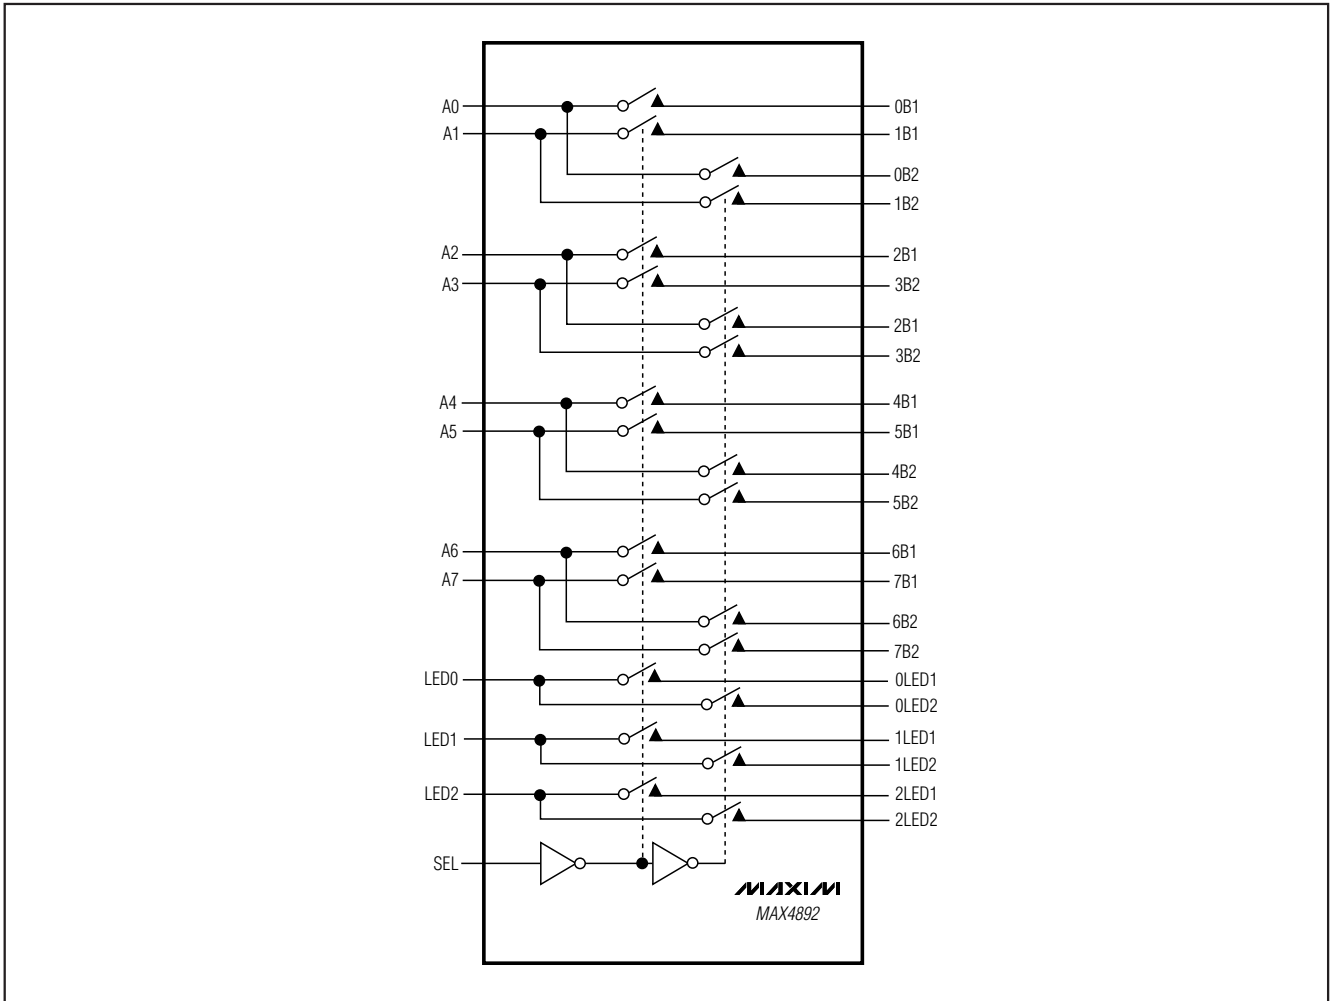 A0
0B1
A1
1B1
0B2
1B2
A2
2B1
A3
3B2
2B1
3B2
A4
4B1
A5
5B1
4B2
5B2
A6
6B1
A7
7B1
6B2
7B2
LED0
0LED1
0LED2
LED1
1LED1
1LED2
LED2
2LED1
2LED2
SEL
MAXIM
MAX4892